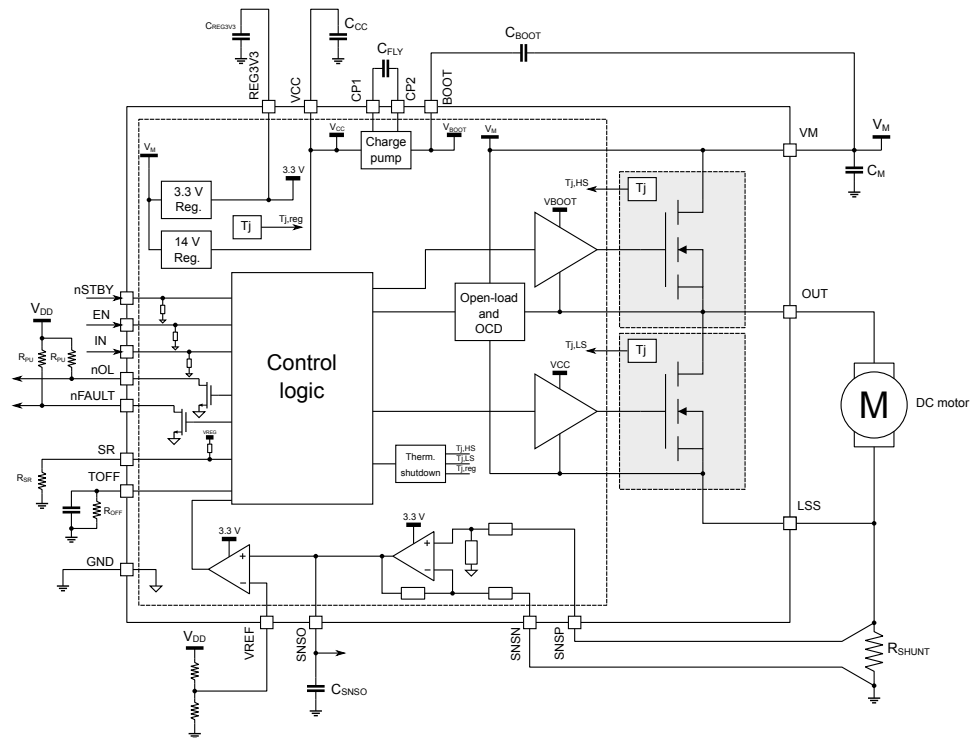 CREG3V3
CCC
CFLY
CBOOT
REG3V3
VCC
CP1
CP2
BOOT
VM
VM
CM
VCC
Charge pump
VBOOT
VM
VM
3.3 V Reg.
3.3 V
Tj
Tj,reg
14 V Reg.
Tj,HS
Tj
VBOOT
nSTBY
EN
IN
nOL
nFAULT
VDD
RPU
RPU
Control logic
Open-load and OCD
OUT
Tj,LS
Tj
VCC
M
DC motor
SR
RSR
TOFF
ROFF
VREG
Therm. shutdown
Tj,HS
Tj,LS
Tj,reg
LSS
3.3 V
3.3 V
+
−
+
−
GND
VREF
SNSO
SNSN
SNSP
VDD
CSNSO
RSHUNT